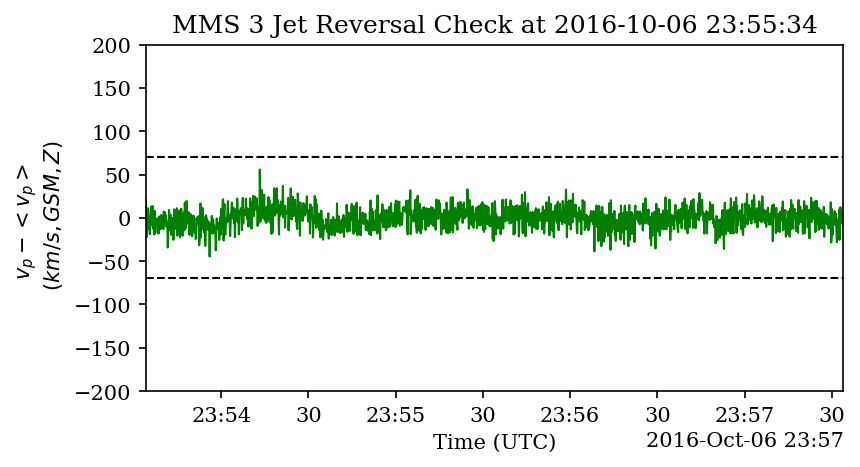 MMS 3 Jet Reversal Check at 2016-10-06 23:55:34
200
150
100
50
0
−50
−100
−150
−200
v_p − < v_p >
(km/s, GSM, Z)
23:54 30 23:55 30 23:56 30 23:57 30
Time (UTC)
2016-Oct-06 23:57